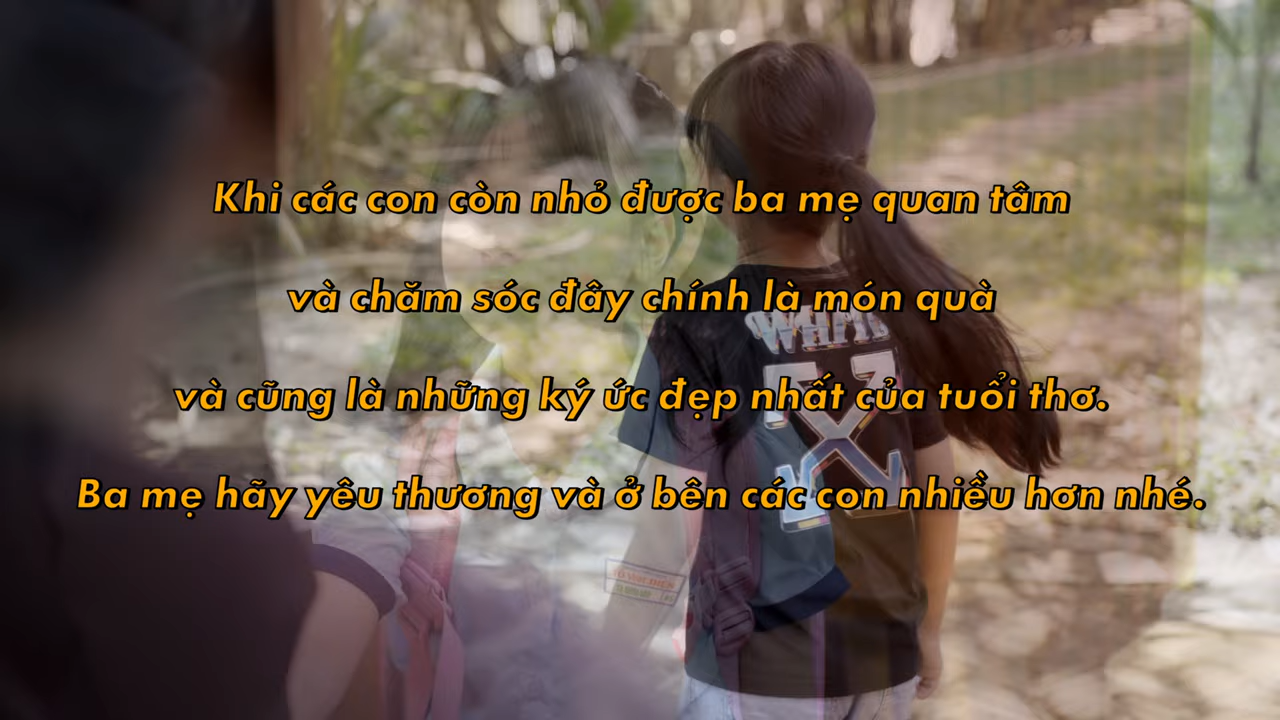 Khi các con còn nhỏ được ba mẹ quan tâm
và chăm sóc đây chính là món quà
và cũng là những ký ức đẹp nhất của tuổi thơ.
Ba mẹ hãy yêu thương và ở bên các con nhiều hơn nhé.